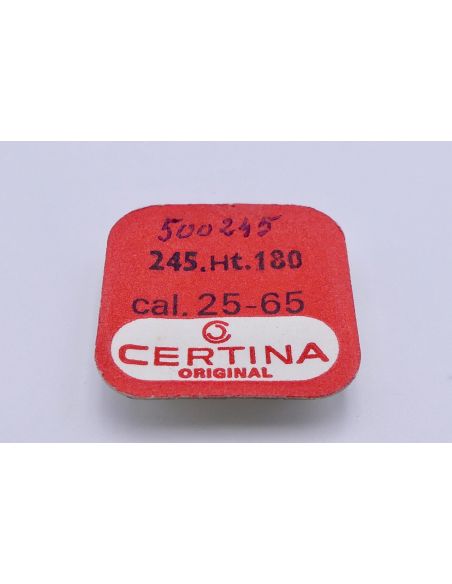 500245
245.Ht.180
cal. 25-65
CERTINA
ORIGINAL